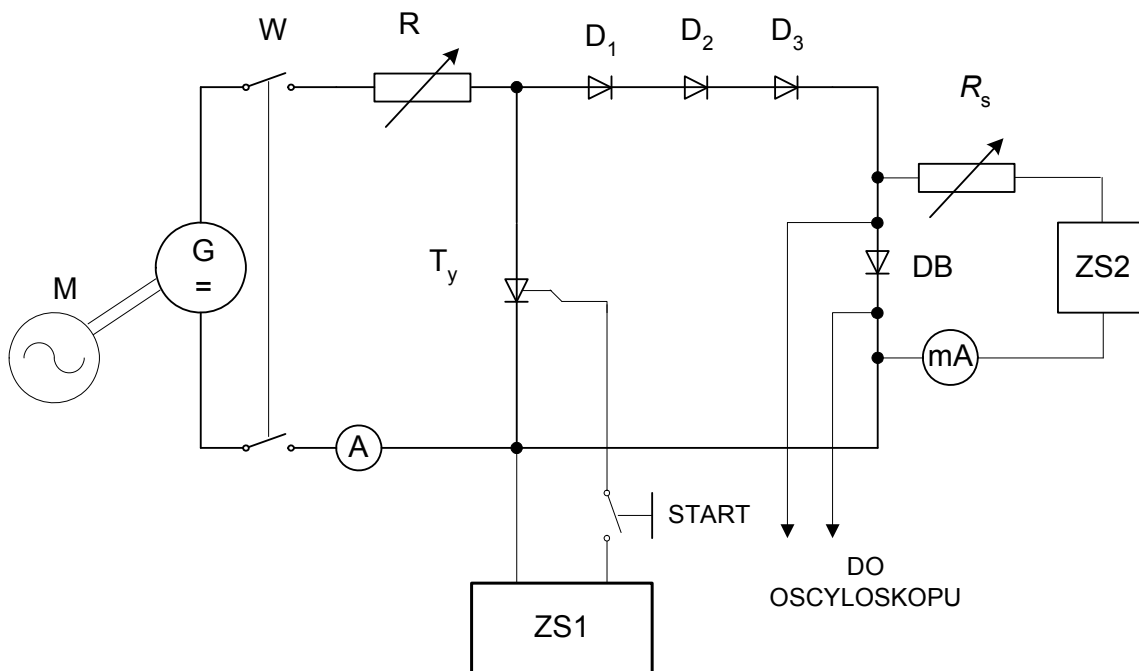 W
R
D1
D2
D3
Rs
M
G
=
Ty
DB
ZS2
mA
A
START
DO
OSCYLOSKOPU
ZS1